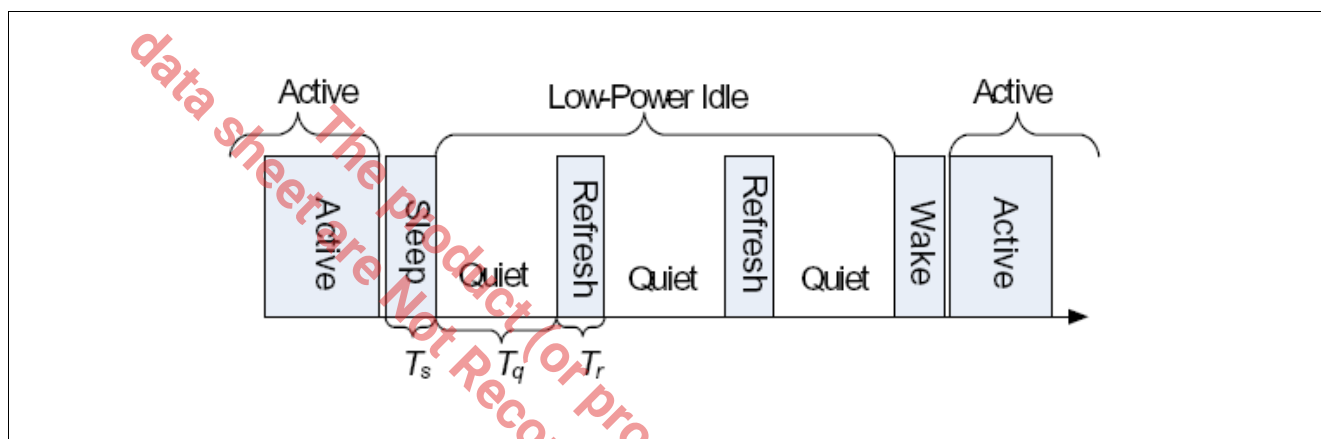 Active
Low-Power Idle
Active
Active
Sleep
Quiet
Refresh
Quiet
Refresh
Quiet
Wake
Active
Ts
Tq
Tr
The product (or pro
data sheet are Not Reco